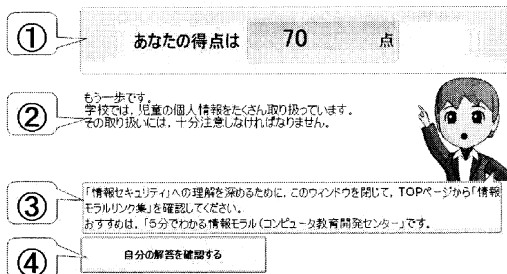 ① あなたの得点は 70 点
② もう一歩です。
学校では，児童の個人情報をたくさん取り扱っています。
その取り扱いには，十分注意しなければなりません。
③ 「情報セキュリティ」への理解を深めるために，このウィンドウを閉じて，TOPページから「情報
モラルリンク集」を確認してください。
おすすめは，「5分でわかる情報モラル（コンピュータ教育開発センター」です。
④ 自分の解答を確認する